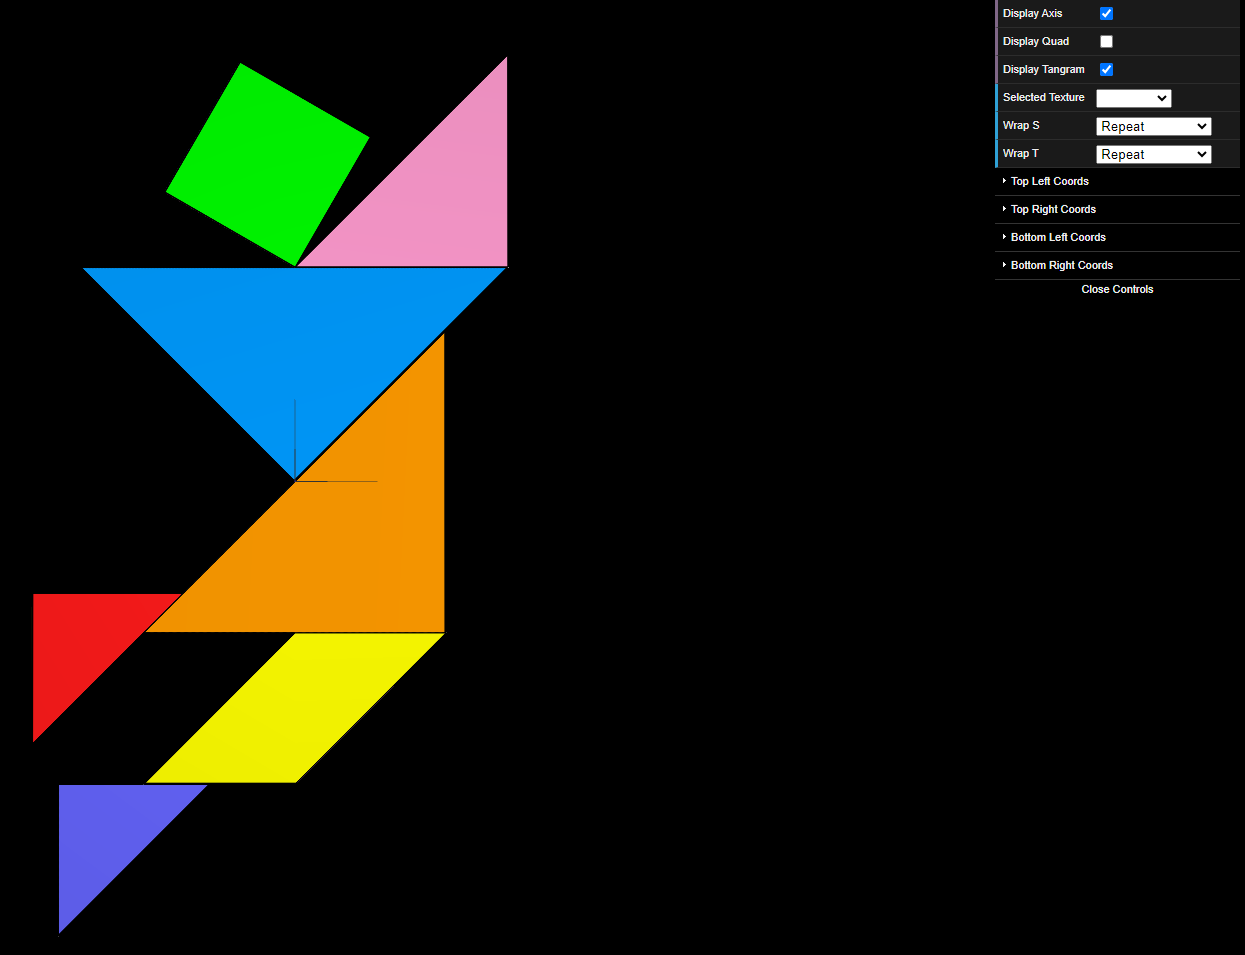 Display Axis
Display Quad
Display Tangram
Selected Texture
Wrap S Repeat
Wrap T Repeat
Top Left Coords
Top Right Coords
Bottom Left Coords
Bottom Right Coords
Close Controls